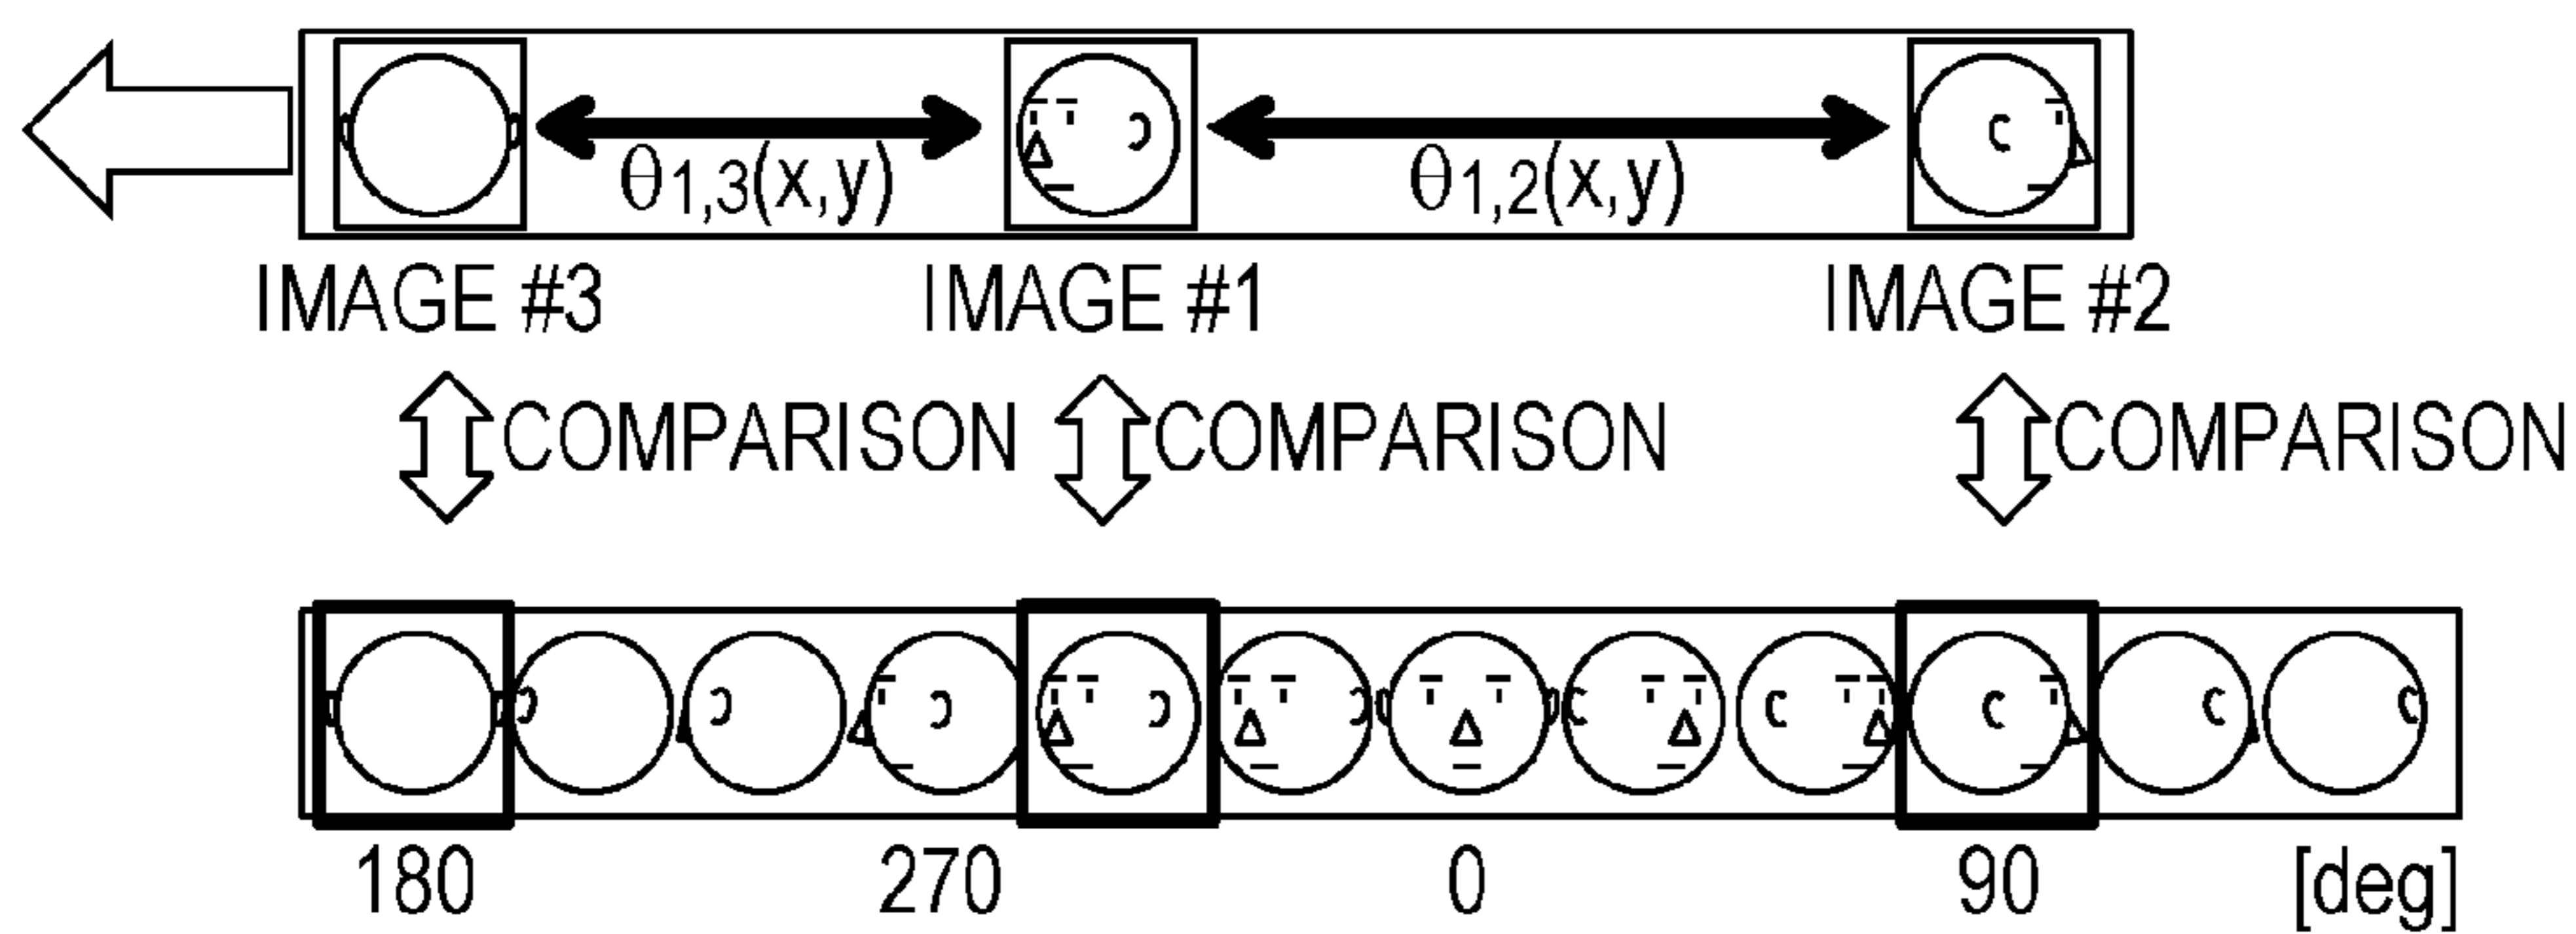 θ1,3(x,y) θ1,2(x,y)
IMAGE #3 IMAGE #1 IMAGE #2
COMPARISON COMPARISON COMPARISON
180 270 0 90 [deg]